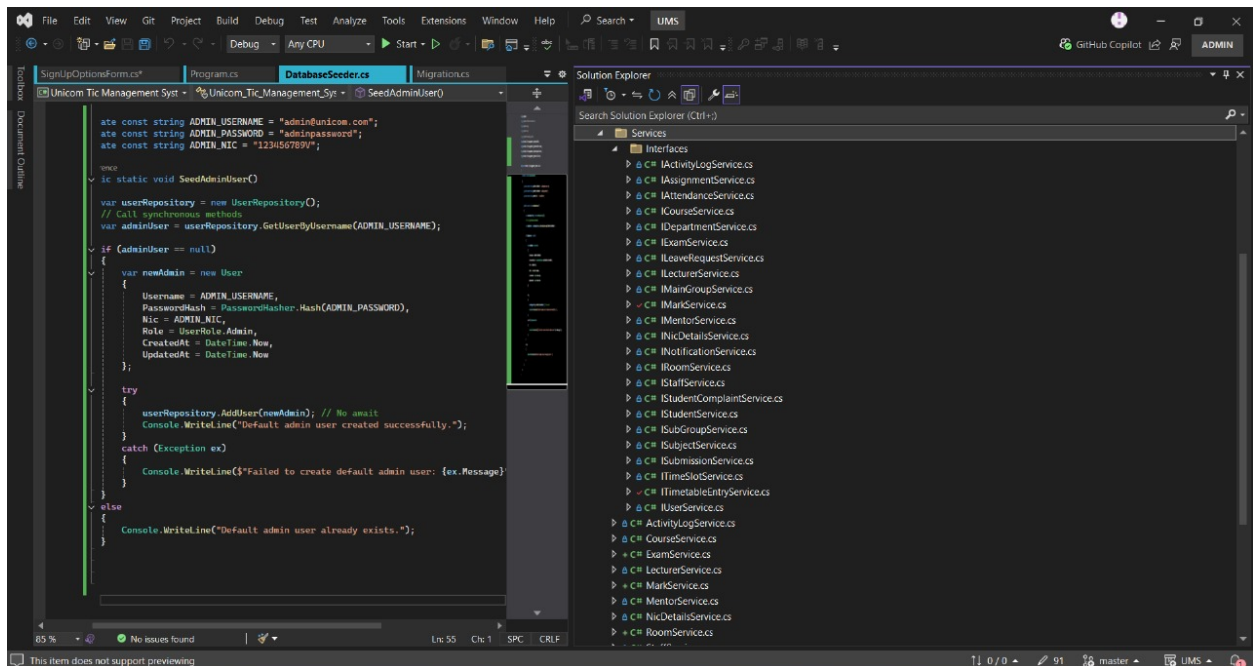 File Edit View Git Project Build Debug Test Analyze Tools Extensions Window Help Search UMS
Debug Any CPU Start GitHub Copilot ADMIN
Toolbox
Document Outline
SignUpOptionsForm.cs* Program.cs DatabaseSeeder.cs Migration.cs
Unicom Tic Management Syst Unicom_Tic_Management_Sys SeedAdminUser()
ate const string ADMIN_USERNAME = "admin@unicom.com";
ate const string ADMIN_PASSWORD = "adminpassword";
ate const string ADMIN_NIC = "123456789V";
ence
ic static void SeedAdminUser()
var userRepository = new UserRepository();
// Call synchronous methods
var adminUser = userRepository.GetUserByUsername(ADMIN_USERNAME);
if (adminUser == null)
{
var newAdmin = new User
{
Username = ADMIN_USERNAME,
PasswordHash = PasswordHasher.Hash(ADMIN_PASSWORD),
Nic = ADMIN_NIC,
Role = UserRole.Admin,
CreatedAt = DateTime.Now,
UpdatedAt = DateTime.Now
};
try
{
userRepository.AddUser(newAdmin); // No await
Console.WriteLine("Default admin user created successfully.");
}
catch (Exception ex)
{
Console.WriteLine($"Failed to create default admin user: {ex.Message}"
}
}
else
{
Console.WriteLine("Default admin user already exists.");
}
85 % No issues found Ln: 55 Ch: 1 SPC CRLF
Solution Explorer
Search Solution Explorer (Ctrl+;)
Services
Interfaces
C# IActivityLogService.cs
C# IAssignmentService.cs
C# IAttendanceService.cs
C# ICourseService.cs
C# IDepartmentService.cs
C# IExamService.cs
C# ILeaveRequestService.cs
C# ILecturerService.cs
C# IMainGroupService.cs
C# IMarkService.cs
C# IMentorService.cs
C# INicDetailsService.cs
C# INotificationService.cs
C# IRoomService.cs
C# IStaffService.cs
C# IStudentComplaintService.cs
C# IStudentService.cs
C# ISubGroupService.cs
C# ISubjectService.cs
C# ISubmissionService.cs
C# ITimeSlotService.cs
C# ITimetableEntryService.cs
C# IUserService.cs
C# ActivityLogService.cs
C# CourseService.cs
+ C# ExamService.cs
C# LecturerService.cs
+ C# MarkService.cs
C# MentorService.cs
C# NicDetailsService.cs
+ C# RoomService.cs
This item does not support previewing 0 / 0 91 master UMS